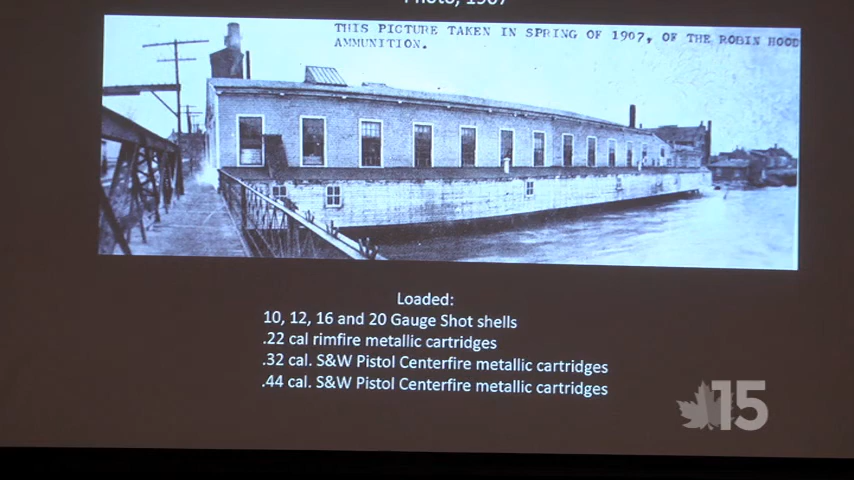 Photo, 1907
THIS PICTURE TAKEN IN SPRING OF 1907, OF THE ROBIN HOOD
AMMUNITION.
Loaded:
10, 12, 16 and 20 Gauge Shot shells
.22 cal rimfire metallic cartridges
.32 cal. S&W Pistol Centerfire metallic cartridges
.44 cal. S&W Pistol Centerfire metallic cartridges
15